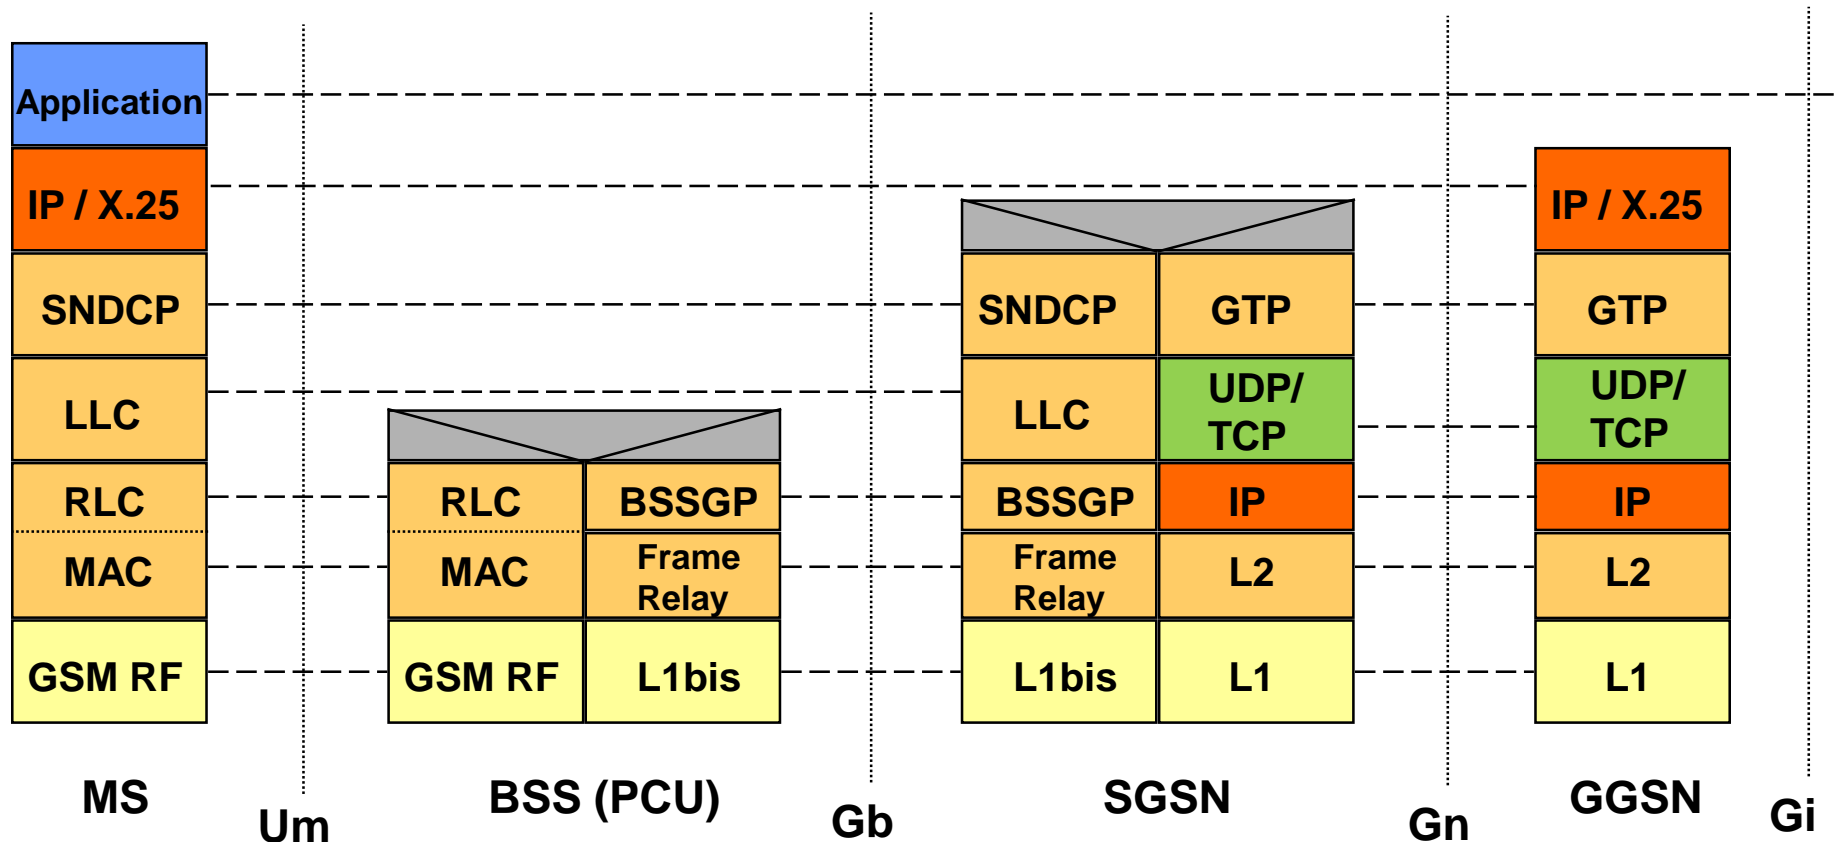 Application
IP / X.25
IP / X.25
SNDCP
SNDCP
GTP
GTP
LLC
LLC
UDP/
TCP
UDP/
TCP
RLC
RLC
BSSGP
BSSGP
IP
IP
MAC
MAC
Frame
Relay
Frame
Relay
L2
L2
GSM RF
GSM RF
L1bis
L1bis
L1
L1
MS
Um
BSS (PCU)
Gb
SGSN
Gn
GGSN
Gi